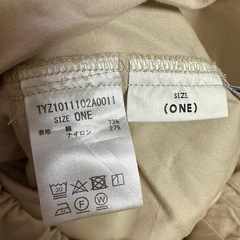 TYZ1011102A0011
SIZE ONE
表地 綿 73%
ナイロン 27%
SIZE
(ONE)